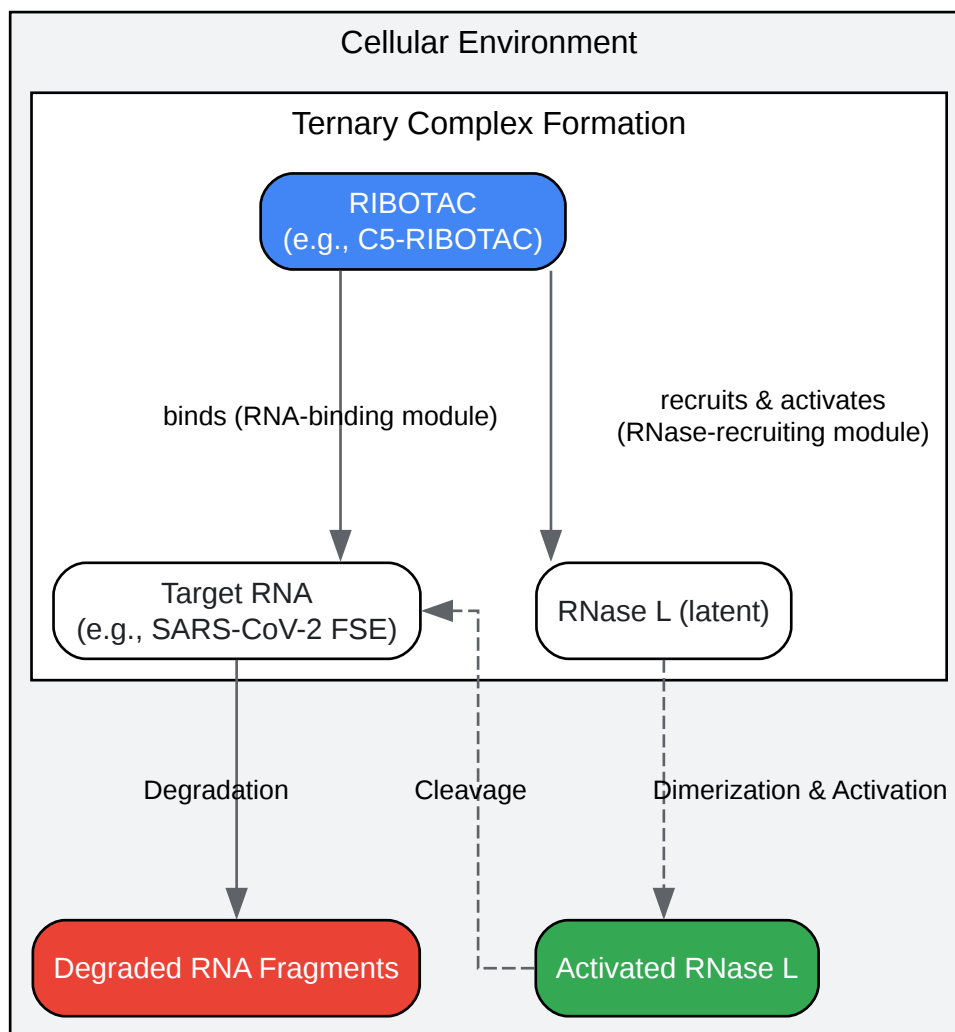 Cellular Environment
Ternary Complex Formation
RIBOTAC
(e.g., C5-RIBOTAC)
binds (RNA-binding module)
recruits & activates
(RNase-recruiting module)
Target RNA
(e.g., SARS-CoV-2 FSE)
RNase L (latent)
Degradation
Cleavage
Dimerization & Activation
Degraded RNA Fragments
Activated RNase L